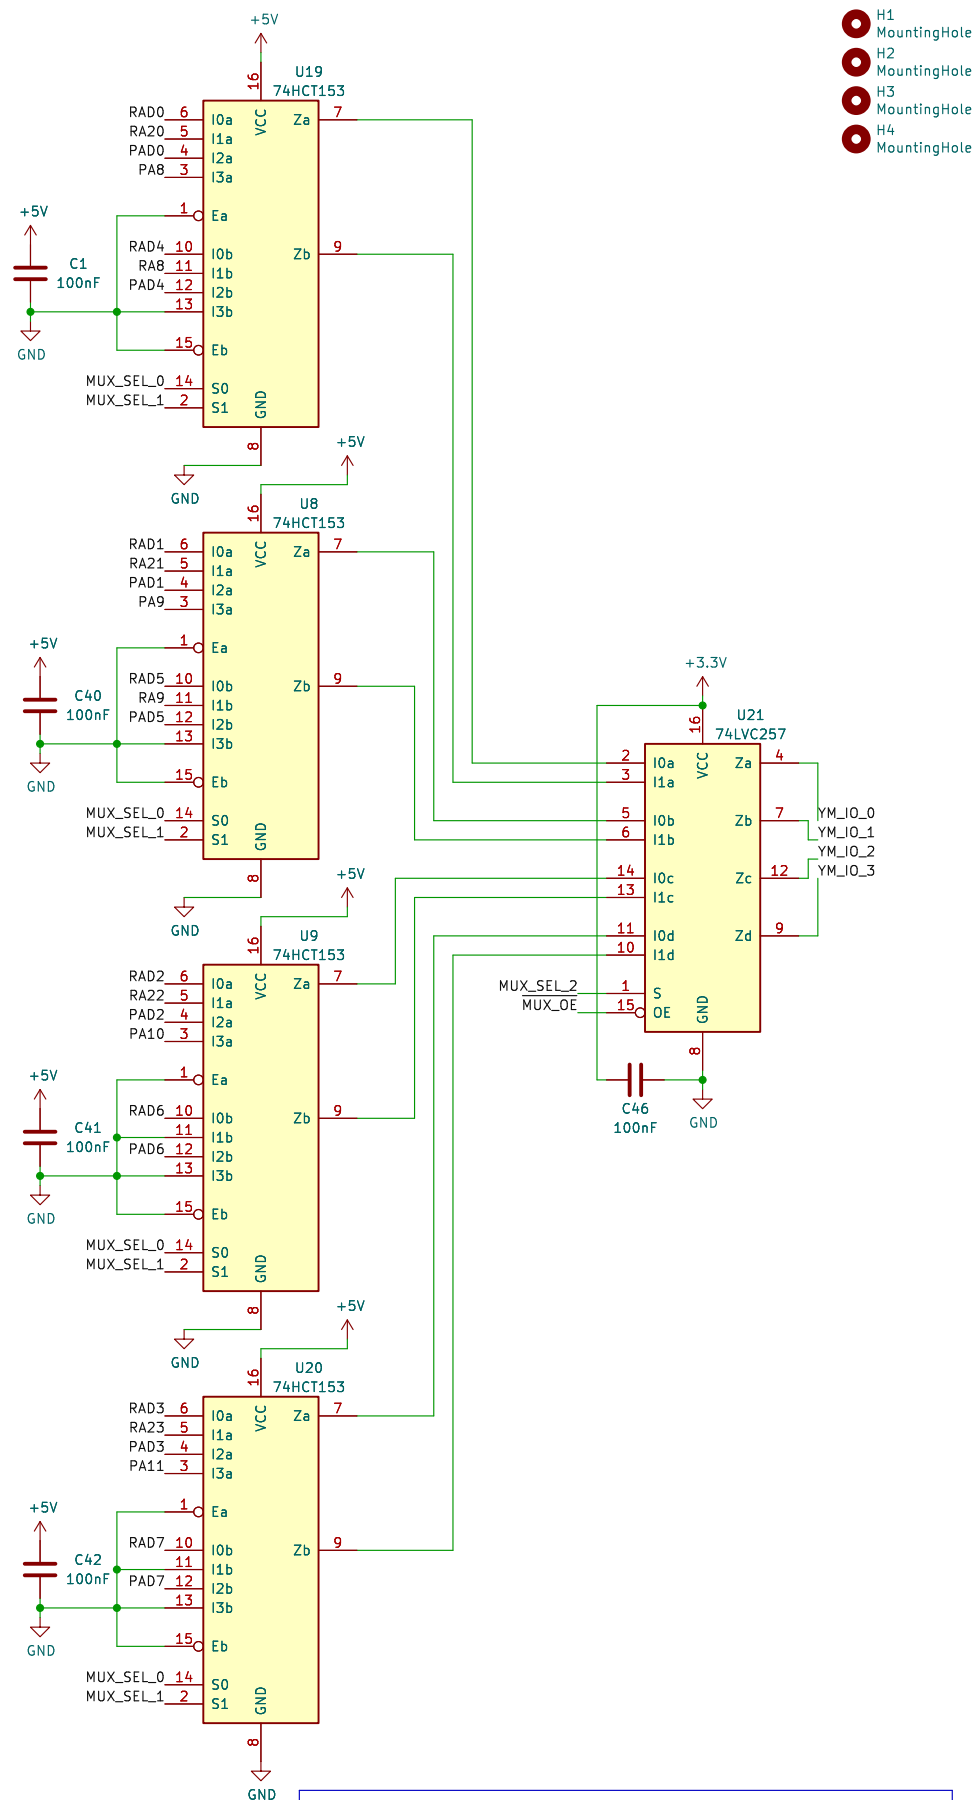 +5V
H1
MountingHole
H2
MountingHole
H3
MountingHole
H4
MountingHole
U19
74HCT153
16
VCC
RAD0 6 I0a Za 7
RA20 5 I1a
PAD0 4 I2a
PA8 3 I3a
1 Ea
+5V
C1
100nF
GND
RAD4 10 I0b Zb 9
RA8 11 I1b
PAD4 12 I2b
13 I3b
15 Eb
MUX_SEL_0 14 S0
MUX_SEL_1 2 S1
GND
8
GND
+5V
U8
74HCT153
16
VCC
RAD1 6 I0a Za 7
RA21 5 I1a
PAD1 4 I2a
PA9 3 I3a
1 Ea
+5V
C40
100nF
GND
RAD5 10 I0b Zb 9
RA9 11 I1b
PAD5 12 I2b
13 I3b
15 Eb
MUX_SEL_0 14 S0
MUX_SEL_1 2 S1
GND
8
GND
+3.3V
U21
74LVC257
16
VCC
2 I0a Za 4
3 I1a
5 I0b Zb 7
6 I1b
14 I0c Zc 12
13 I1c
11 I0d Zd 9
10 I1d
YM_IO_0
YM_IO_1
YM_IO_2
YM_IO_3
MUX_SEL_2 1 S
MUX_OE 15 OE
GND
8
C46
100nF
GND
+5V
U9
74HCT153
16
VCC
RAD2 6 I0a Za 7
RA22 5 I1a
PAD2 4 I2a
PA10 3 I3a
1 Ea
+5V
C41
100nF
GND
RAD6 10 I0b Zb 9
11 I1b
PAD6 12 I2b
13 I3b
15 Eb
MUX_SEL_0 14 S0
MUX_SEL_1 2 S1
GND
8
GND
+5V
U20
74HCT153
16
VCC
RAD3 6 I0a Za 7
RA23 5 I1a
PAD3 4 I2a
PA11 3 I3a
1 Ea
+5V
C42
100nF
GND
RAD7 10 I0b Zb 9
11 I1b
PAD7 12 I2b
13 I3b
15 Eb
MUX_SEL_0 14 S0
MUX_SEL_1 2 S1
GND
8
GND